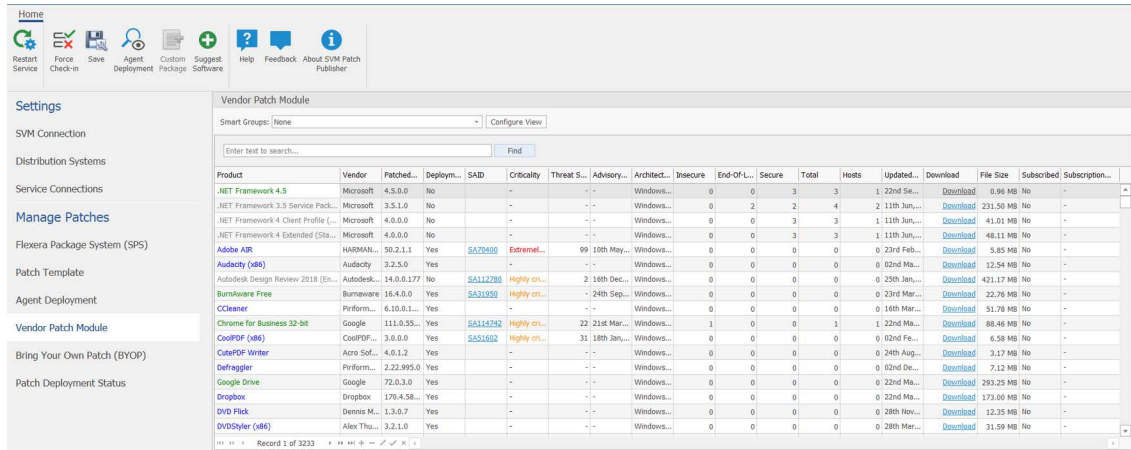 Home
Restart Service
Force Check-in
Save
Agent Deployment
Custom Package
Suggest Software
Help
Feedback
About SVM Patch Publisher
Settings
SVM Connection
Distribution Systems
Service Connections
Manage Patches
Flexera Package System (SPS)
Patch Template
Agent Deployment
Vendor Patch Module
Bring Your Own Patch (BYOP)
Patch Deployment Status
Vendor Patch Module
Smart Groups: None Configure View
Enter text to search... Find
Product Vendor Patched... Deploym... SAID Criticality Threat S... Advisory... Architect... Insecure End-Of-L... Secure Total Hosts Updated... Download File Size Subscribed Subscription...
.NET Framework 4.5 Microsoft 4.5.0.0 No - - - Windows... 0 0 3 3 1 22nd Se... Download 0.96 MB No -
.NET Framework 3.5 Service Pack... Microsoft 3.5.1.0 No - - - Windows... 0 2 2 4 2 11th Jun,... Download 231.50 MB No -
.NET Framework 4 Client Profile (... Microsoft 4.0.0.0 No - - - Windows... 0 0 3 3 1 11th Jun,... Download 41.01 MB No -
.NET Framework 4 Extended (Sta... Microsoft 4.0.0.0 No - - - Windows... 0 0 3 3 1 11th Jun,... Download 48.11 MB No -
Adobe AIR HARMAN... 50.2.1.1 Yes SA70400 Extremel... 99 10th May... Windows... 0 0 0 0 0 23rd Feb... Download 5.85 MB No -
Audacity (x86) Audacity 3.2.5.0 Yes - - - Windows... 0 0 0 0 0 02nd Ma... Download 12.54 MB No -
Autodesk Design Review 2018 (En... Autodesk... 14.0.0.177 No SA112780 Highly cri... 2 16th Dec... Windows... 0 0 0 0 0 25th Jan,... Download 421.17 MB No -
BurnAware Free Burnaware 16.4.0.0 Yes SA31950 Highly cri... - 24th Sep... Windows... 0 0 0 0 0 23rd Mar... Download 22.76 MB No -
CCleaner Piriform... 6.10.0.1... Yes - - - Windows... 0 0 0 0 0 16th Mar... Download 51.78 MB No -
Chrome for Business 32-bit Google 111.0.55... Yes SA114742 Highly cri... 22 21st Mar... Windows... 1 0 0 1 1 22nd Ma... Download 88.46 MB No -
CoolPDF (x86) CoolPDF... 3.0.0.0 Yes SA51602 Highly cri... 31 18th Jan,... Windows... 0 0 0 0 0 02nd Fe... Download 6.58 MB No -
CutePDF Writer Acro Sof... 4.0.1.2 Yes - - - Windows... 0 0 0 0 0 24th Aug... Download 3.17 MB No -
Defraggler Piriform... 2.22.995.0 Yes - - - Windows... 0 0 0 0 0 02nd De... Download 7.12 MB No -
Google Drive Google 72.0.3.0 Yes - - - Windows... 0 0 0 0 0 22nd Ma... Download 293.25 MB No -
Dropbox Dropbox 170.4.58... Yes - - - Windows... 0 0 0 0 0 22nd Ma... Download 173.00 MB No -
DVD Flick Dennis M... 1.3.0.7 Yes - - - Windows... 0 0 0 0 0 28th Nov... Download 12.35 MB No -
DVDStyler (x86) Alex Thu... 3.2.1.0 Yes - - - Windows... 0 0 0 0 0 28th Mar... Download 31.59 MB No -
Record 1 of 3233